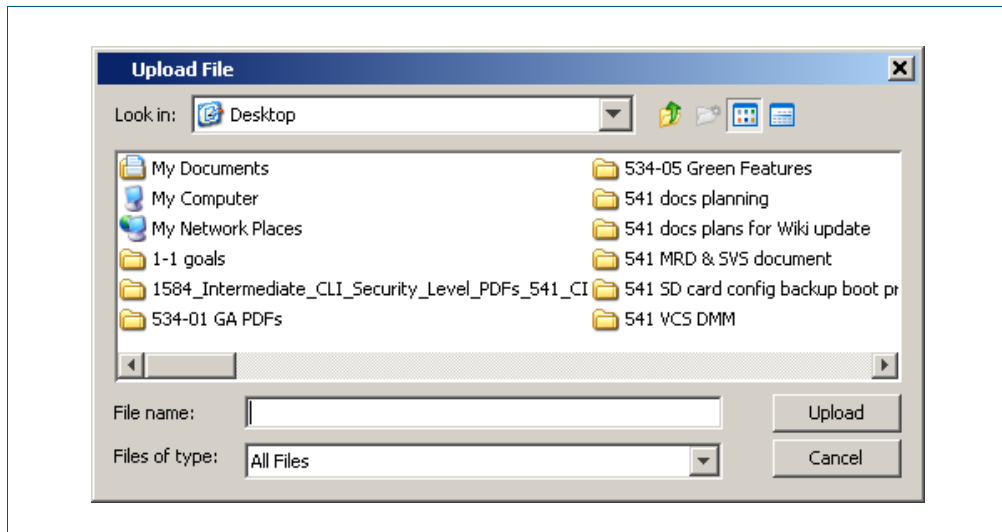 Upload File
Look in: Desktop
My Documents
My Computer
My Network Places
1-1 goals
1584_Intermediate_CLI_Security_Level_PDFs_541_CI
534-01 GA PDFs
534-05 Green Features
541 docs planning
541 docs plans for Wiki update
541 MRD & SVS document
541 SD card config backup boot pr
541 VCS DMM
File name:
Upload
Files of type: All Files
Cancel